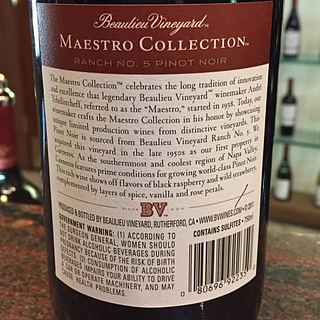 Beaulieu Vineyard™
MAESTRO COLLECTION™
RANCH NO. 5 PINOT NOIR
The Maestro Collection™ celebrates the long tradition of innovation
and excellence that legendary Beaulieu Vineyard™ winemaker André
Tchelistcheff, referred to as the "Maestro," started in 1938. Today, our
winemaker crafts the Maestro Collection in his honor by showcasing
unique limited production wines from distinctive vineyards. This
Pinot Noir is sourced from Beaulieu Vineyard Ranch No. 5. We
acquired this vineyard in the late 1950s as our first property in
Carneros. As the southernmost and coolest region of Napa Valley,
Carneros features prime conditions for growing world-class Pinot Noir.
This rich wine shows off flavors of black raspberry and wild strawberry,
complemented by layers of spice, vanilla and rose petals.
BV
PRODUCED & BOTTLED BY BEAULIEU VINEYARD, RUTHERFORD, CA • WWW.BVWINES.COM © 2011
GOVERNMENT WARNING: (1) ACCORDING TO
THE SURGEON GENERAL, WOMEN SHOULD
NOT DRINK ALCOHOLIC BEVERAGES DURING
PREGNANCY BECAUSE OF THE RISK OF BIRTH
DEFECTS. (2) CONSUMPTION OF ALCOHOLIC
BEVERAGES IMPAIRS YOUR ABILITY TO DRIVE
A CAR OR OPERATE MACHINERY, AND MAY
CAUSE HEALTH PROBLEMS.
CONTAINS SULFITES • 750ml
0 80696 92235